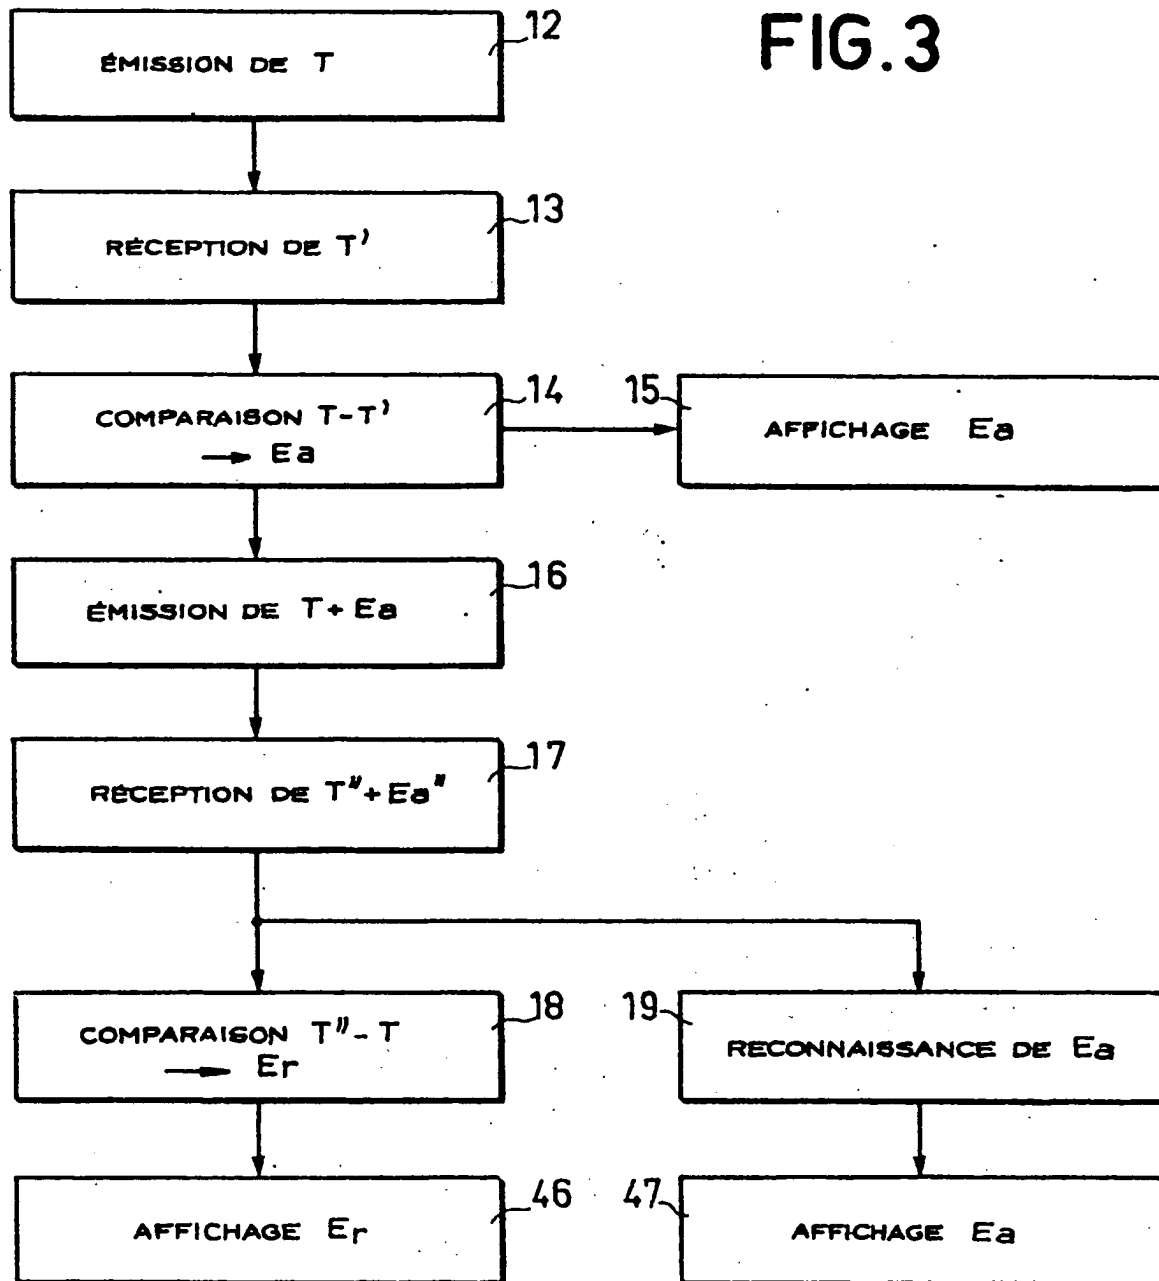 FIG.3
12
ÉMISSION DE T
13
RÉCEPTION DE T'
14
COMPARAISON T-T'
→ Ea
15
AFFICHAGE Ea
16
ÉMISSION DE T+Ea
17
RÉCEPTION DE T"+Ea"
18
COMPARAISON T"-T
→ Er
19
RECONNAISSANCE DE Ea
46
AFFICHAGE Er
47
AFFICHAGE Ea